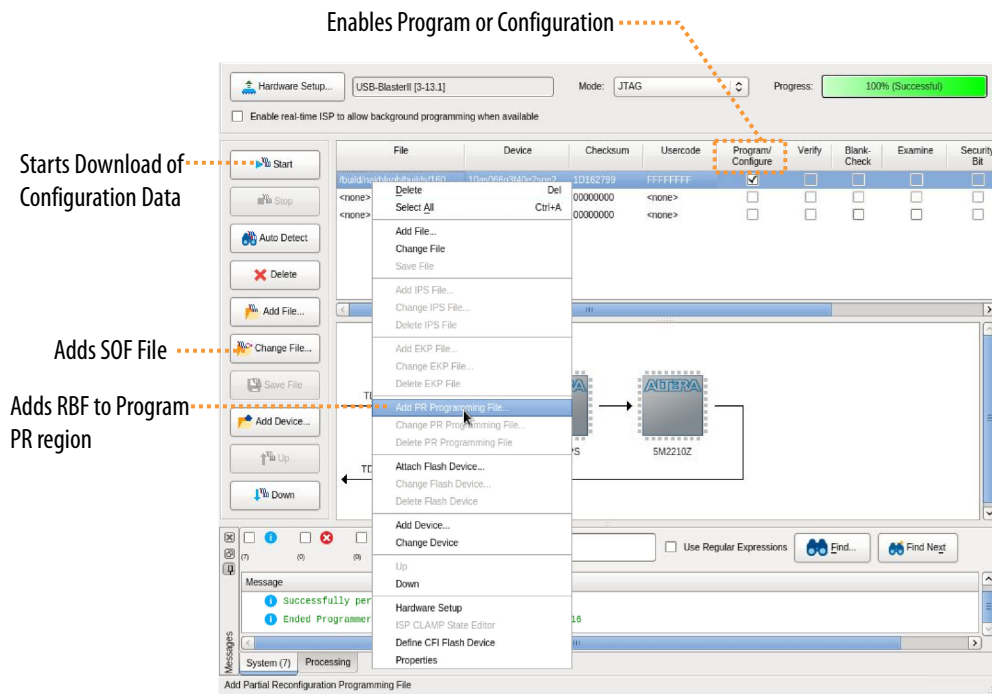 Enables Program or Configuration
Hardware Setup...
USB-BlasterII [3-13.1]
Mode:
JTAG
Progress:
100% (Successful)
Enable real-time ISP to allow background programming when available
Starts Download of
Configuration Data
Adds SOF File
Adds RBF to Program
PR region
Start
Stop
Auto Detect
Delete
Add File...
Change File...
Save File
Add Device...
Up
Down
File Device Checksum Usercode Program/ Verify Blank- Examine Security
Configure Check Bit
1D162799 FFFFFFFF
<none> 00000000 <none>
<none> 00000000 <none>
Delete Del
Select All Ctrl+A
Add File...
Change File
Save File
Add IPS File...
Change IPS File...
Delete IPS File
Add EKP File...
Change EKP File...
Delete EKP File
Add PR Programming File...
Change PR Programming File...
Delete PR Programming File
Attach Flash Device...
Change Flash Device...
Delete Flash Device
Add Device...
Change Device
Up
Down
Hardware Setup
ISP CLAMP State Editor
Define CFI Flash Device
Properties
ALTERA
5M2210Z
(7) (0) (9)
Use Regular Expressions
Find...
Find Next
Message
Successfully per
Ended Programmer 16
Messages
System (7) Processing
Add Partial Reconfiguration Programming File